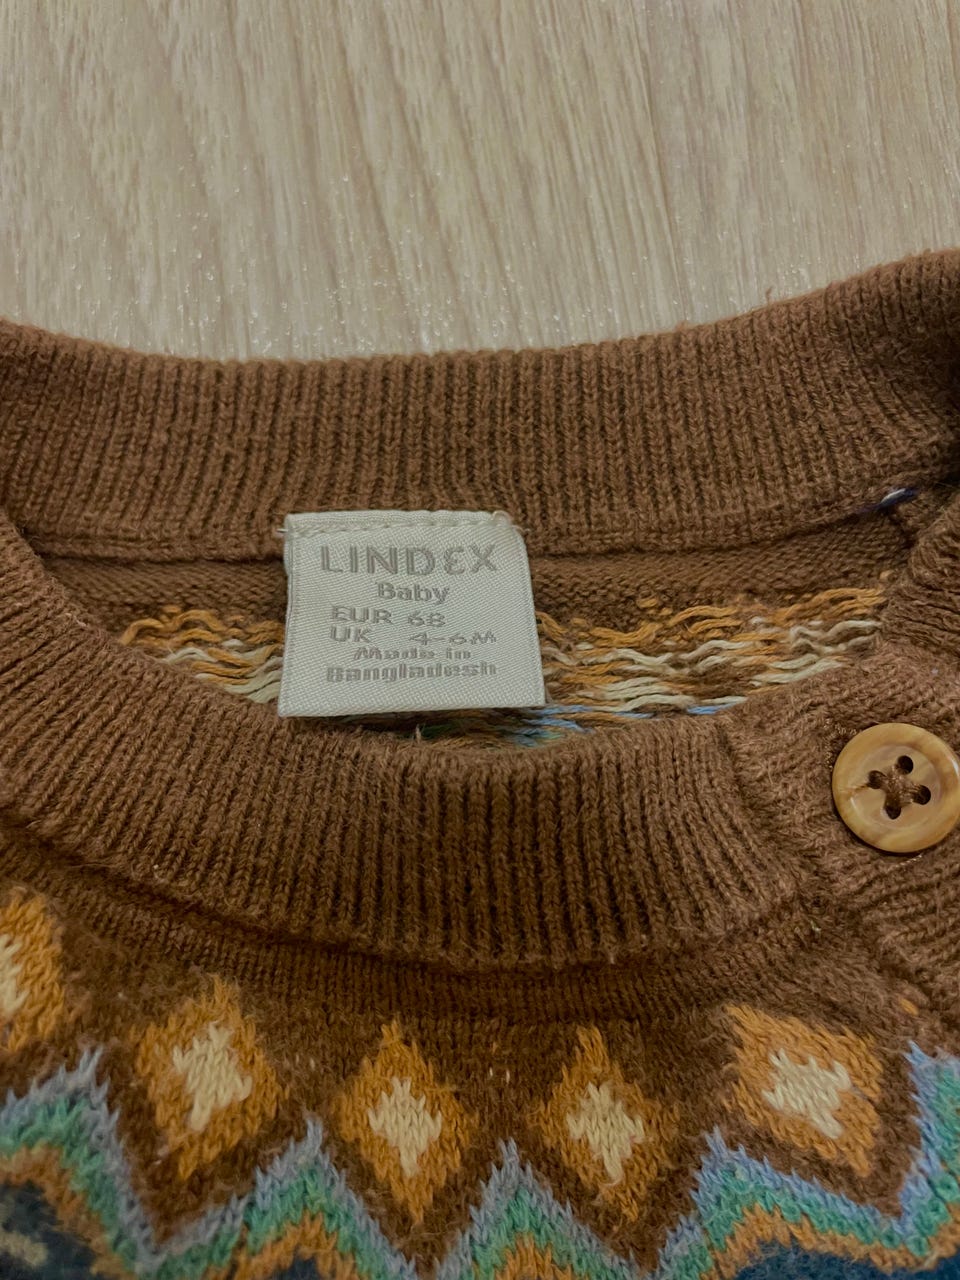 LINDEX
Baby
EUR 68
UK 4-6M
Made in
Bangladesh